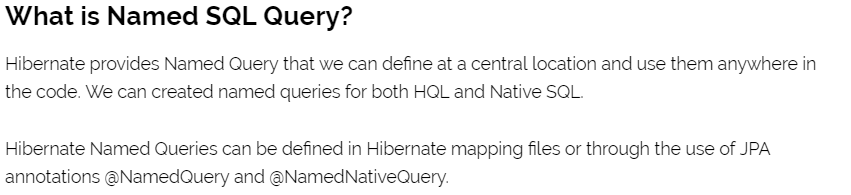 What is Named SQL Query?
Hibernate provides Named Query that we can define at a central location and use them anywhere in
the code. We can created named queries for both HQL and Native SQL.
Hibernate Named Queries can be defined in Hibernate mapping files or through the use of JPA
annotations @NamedQuery and @NamedNativeQuery.